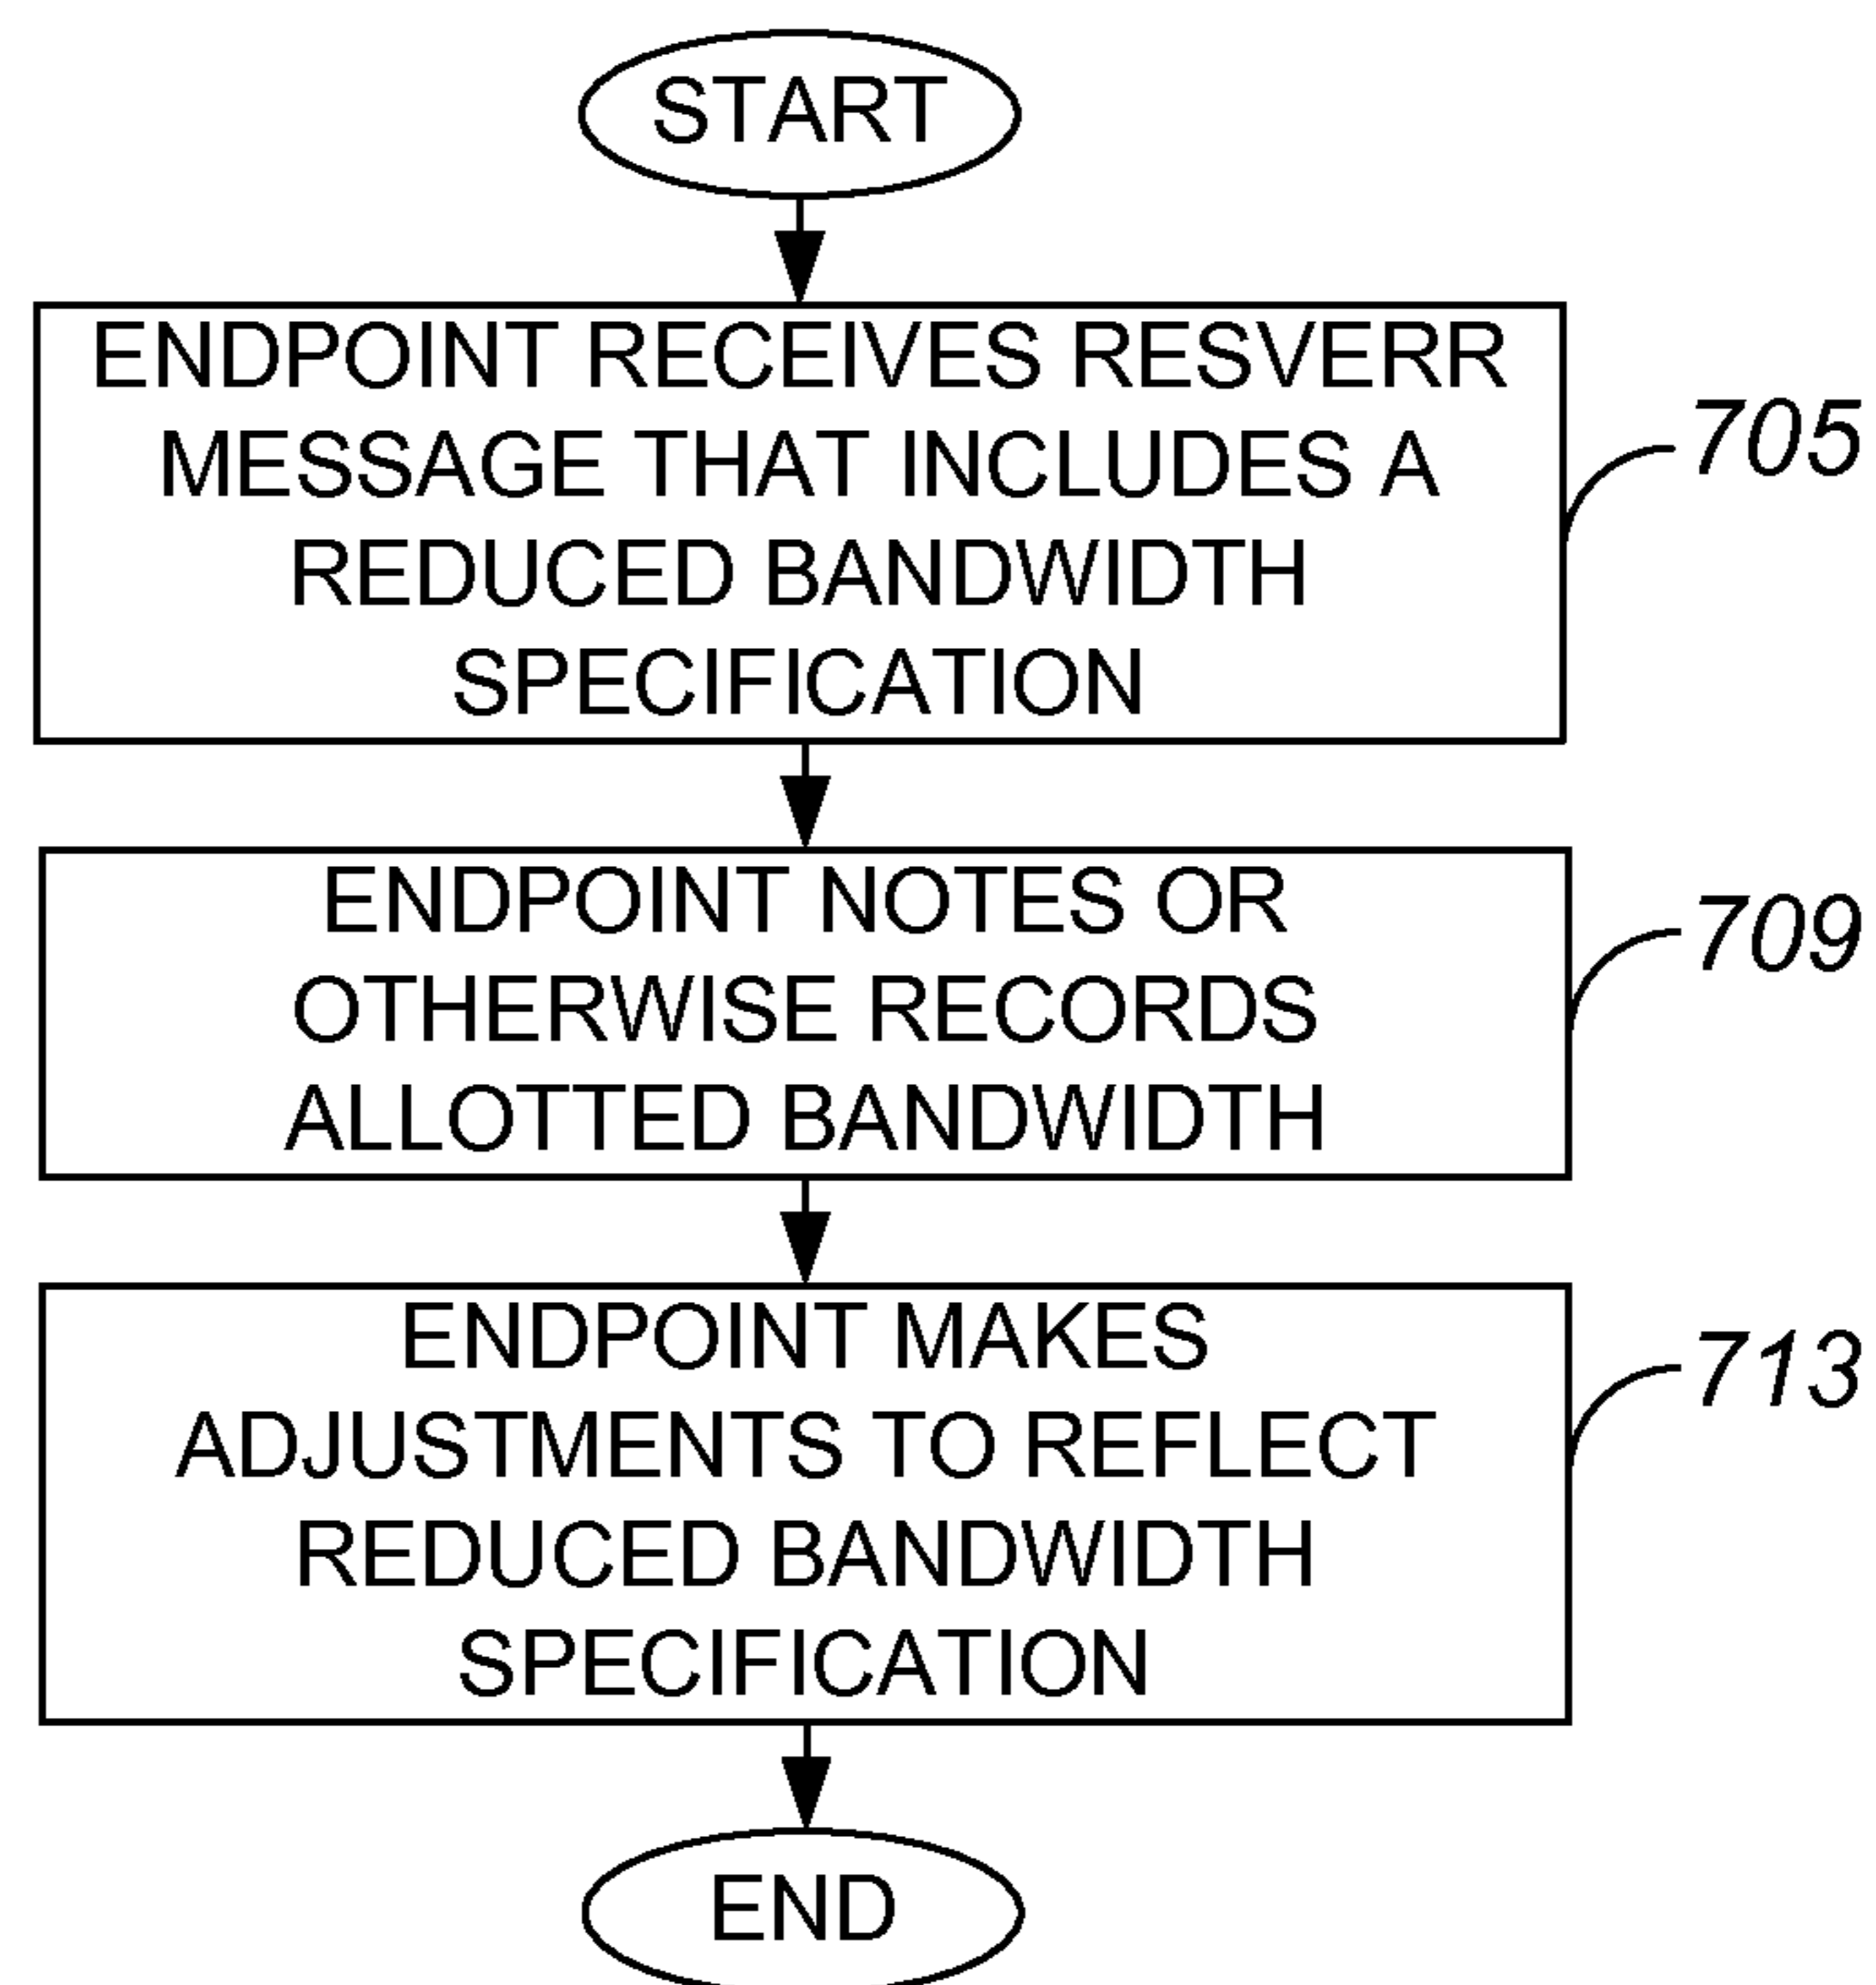 START
ENDPOINT RECEIVES RESVERR
MESSAGE THAT INCLUDES A
REDUCED BANDWIDTH
SPECIFICATION
705
ENDPOINT NOTES OR
OTHERWISE RECORDS
ALLOTTED BANDWIDTH
709
ENDPOINT MAKES
ADJUSTMENTS TO REFLECT
REDUCED BANDWIDTH
SPECIFICATION
713
END